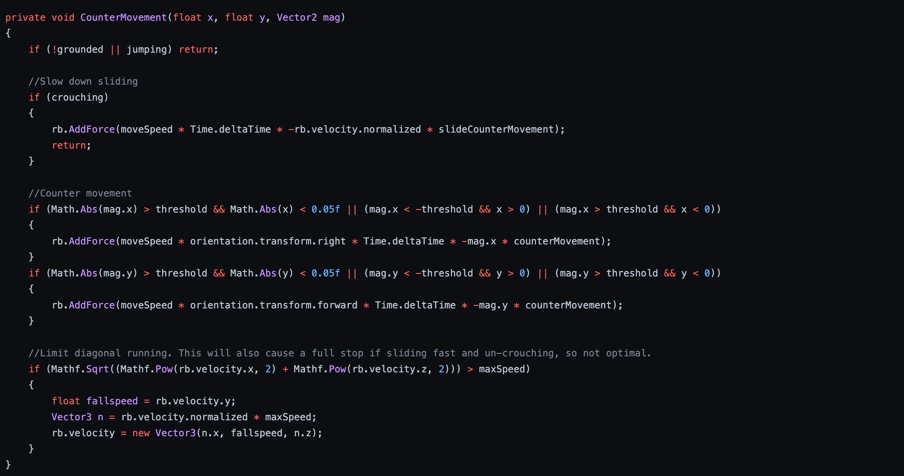 private void CounterMovement(float x, float y, Vector2 mag)
{
    if (!grounded || jumping) return;

    //Slow down sliding
    if (crouching)
    {
        rb.AddForce(moveSpeed * Time.deltaTime * -rb.velocity.normalized * slideCounterMovement);
        return;
    }

    //Counter movement
    if (Math.Abs(mag.x) > threshold && Math.Abs(x) < 0.05f || (mag.x < -threshold && x > 0) || (mag.x > threshold && x < 0))
    {
        rb.AddForce(moveSpeed * orientation.transform.right * Time.deltaTime * -mag.x * counterMovement);
    }
    if (Math.Abs(mag.y) > threshold && Math.Abs(y) < 0.05f || (mag.y < -threshold && y > 0) || (mag.y > threshold && y < 0))
    {
        rb.AddForce(moveSpeed * orientation.transform.forward * Time.deltaTime * -mag.y * counterMovement);
    }

    //Limit diagonal running. This will also cause a full stop if sliding fast and un-crouching, so not optimal.
    if (Mathf.Sqrt((Mathf.Pow(rb.velocity.x, 2) + Mathf.Pow(rb.velocity.z, 2))) > maxSpeed)
    {
        float fallspeed = rb.velocity.y;
        Vector3 n = rb.velocity.normalized * maxSpeed;
        rb.velocity = new Vector3(n.x, fallspeed, n.z);
    }
}